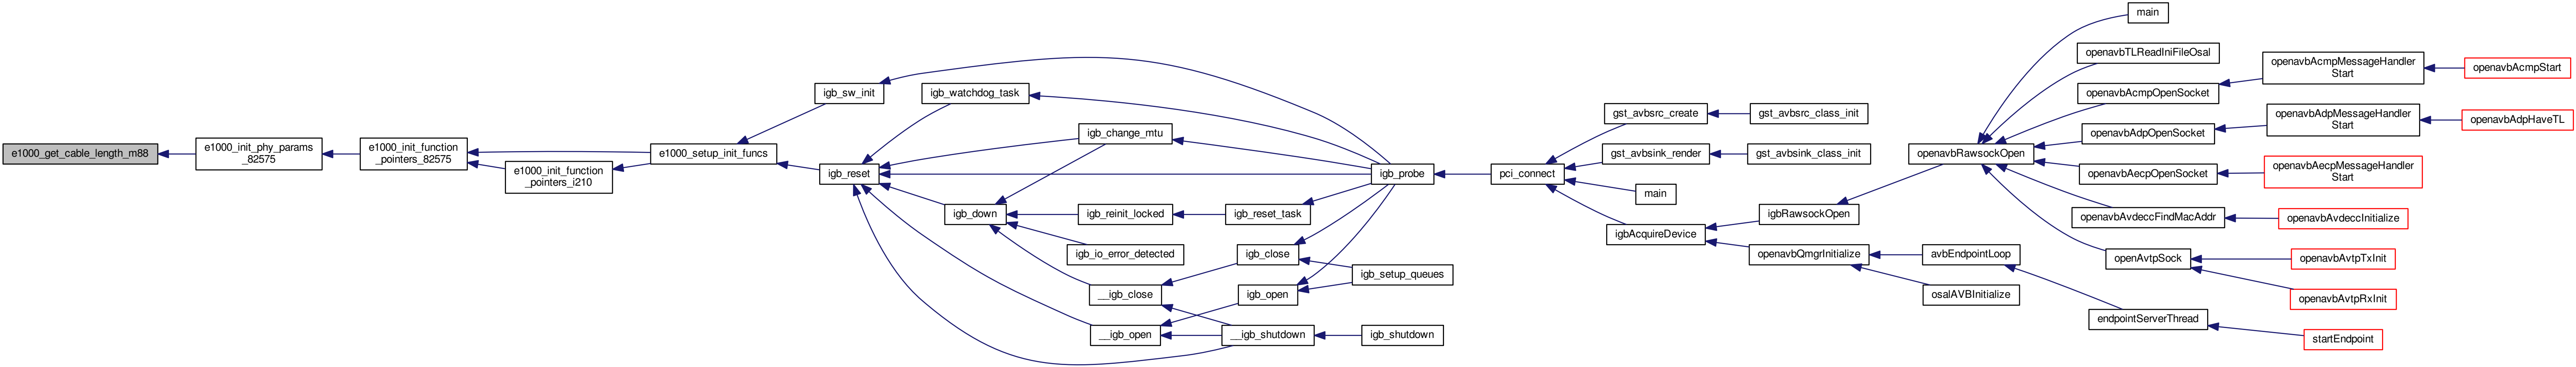 e1000_get_cable_length_m88
e1000_init_phy_params
_82575
e1000_init_function
_pointers_82575
e1000_init_function
_pointers_i210
e1000_setup_init_funcs
igb_sw_init
igb_reset
igb_watchdog_task
igb_change_mtu
igb_down
igb_reinit_locked
igb_reset_task
igb_io_error_detected
__igb_close
igb_close
igb_open
__igb_open
__igb_shutdown
igb_probe
igb_setup_queues
igb_shutdown
pci_connect
gst_avbsrc_create
gst_avbsrc_class_init
gst_avbsink_render
gst_avbsink_class_init
main
igbAcquireDevice
igbRawsockOpen
openavbQmgrInitialize
avbEndpointLoop
osalAVBInitialize
openavbRawsockOpen
main
openavbTLReadIniFileOsal
openavbAcmpOpenSocket
openavbAcmpMessageHandler
Start
openavbAcmpStart
openavbAdpOpenSocket
openavbAdpMessageHandler
Start
openavbAdpHaveTL
openavbAecpOpenSocket
openavbAecpMessageHandler
Start
openavbAvdeccFindMacAddr
openavbAvdeccInitialize
openAvtpSock
openavbAvtpTxInit
openavbAvtpRxInit
endpointServerThread
startEndpoint